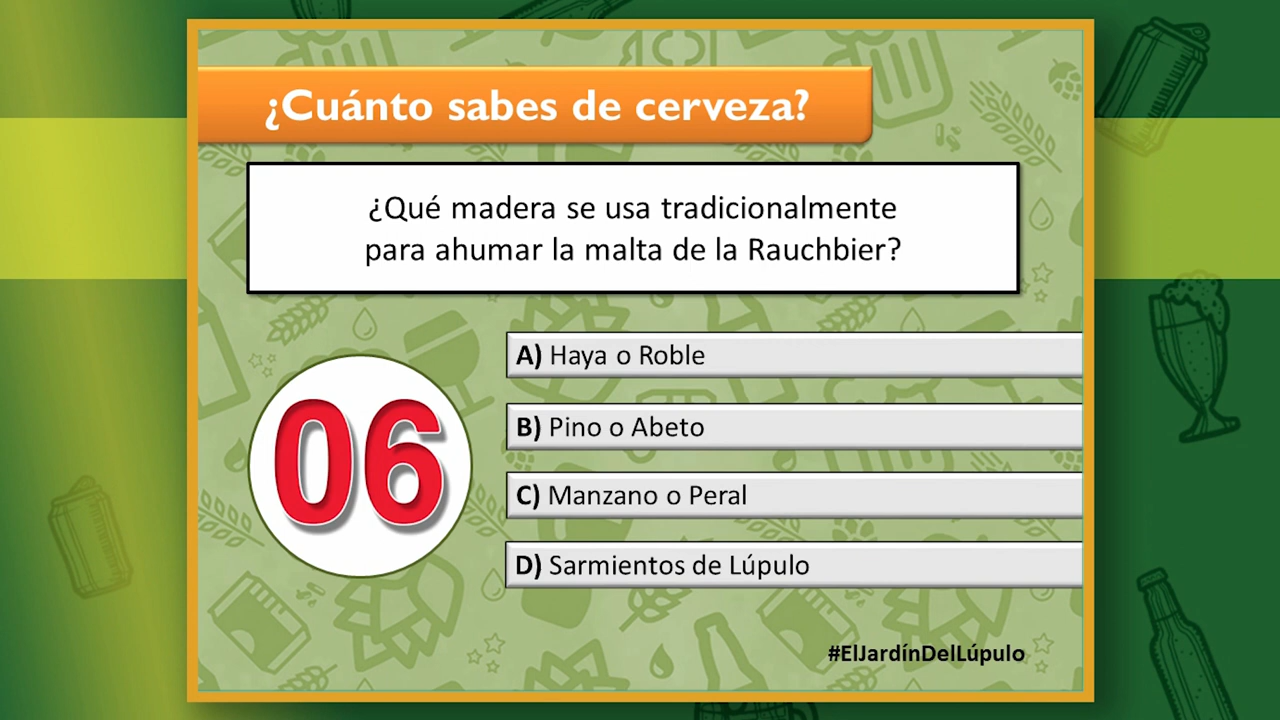 ¿Cuánto sabes de cerveza?
¿Qué madera se usa tradicionalmente
para ahumar la malta de la Rauchbier?
06
A) Haya o Roble
B) Pino o Abeto
C) Manzano o Peral
D) Sarmientos de Lúpulo
#ElJardínDelLúpulo